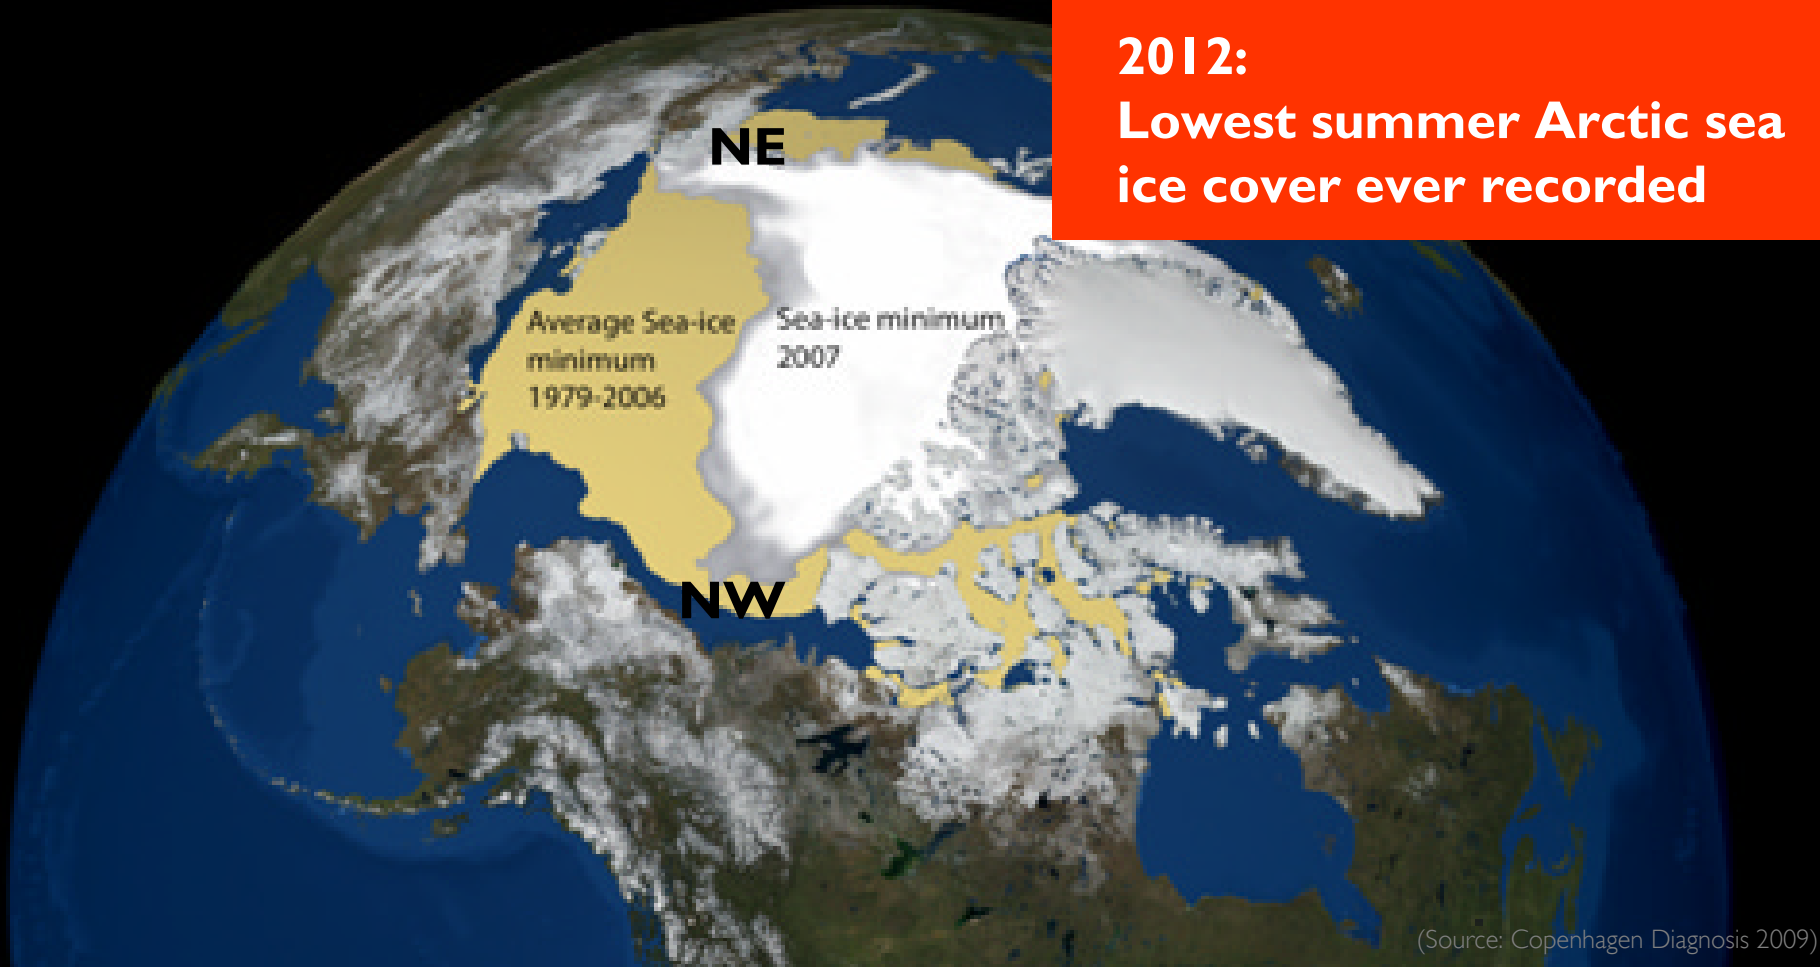 2012:
Lowest summer Arctic sea
ice cover ever recorded
NE
Average Sea-ice
minimum
1979-2006
Sea-ice minimum
2007
NW
(Source: Copenhagen Diagnosis 2009)